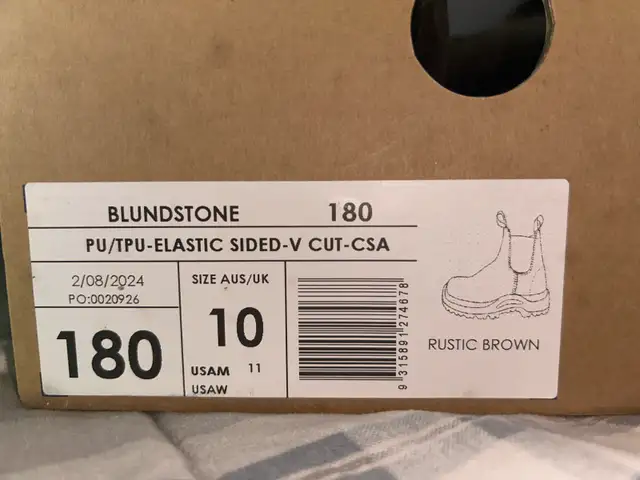 BLUNDSTONE 180
PU/TPU-ELASTIC SIDED-V CUT-CSA
2/08/2024
PO:0020926
180
SIZE AUS/UK
10
USAM 11
USAW
9 315891 274678
RUSTIC BROWN